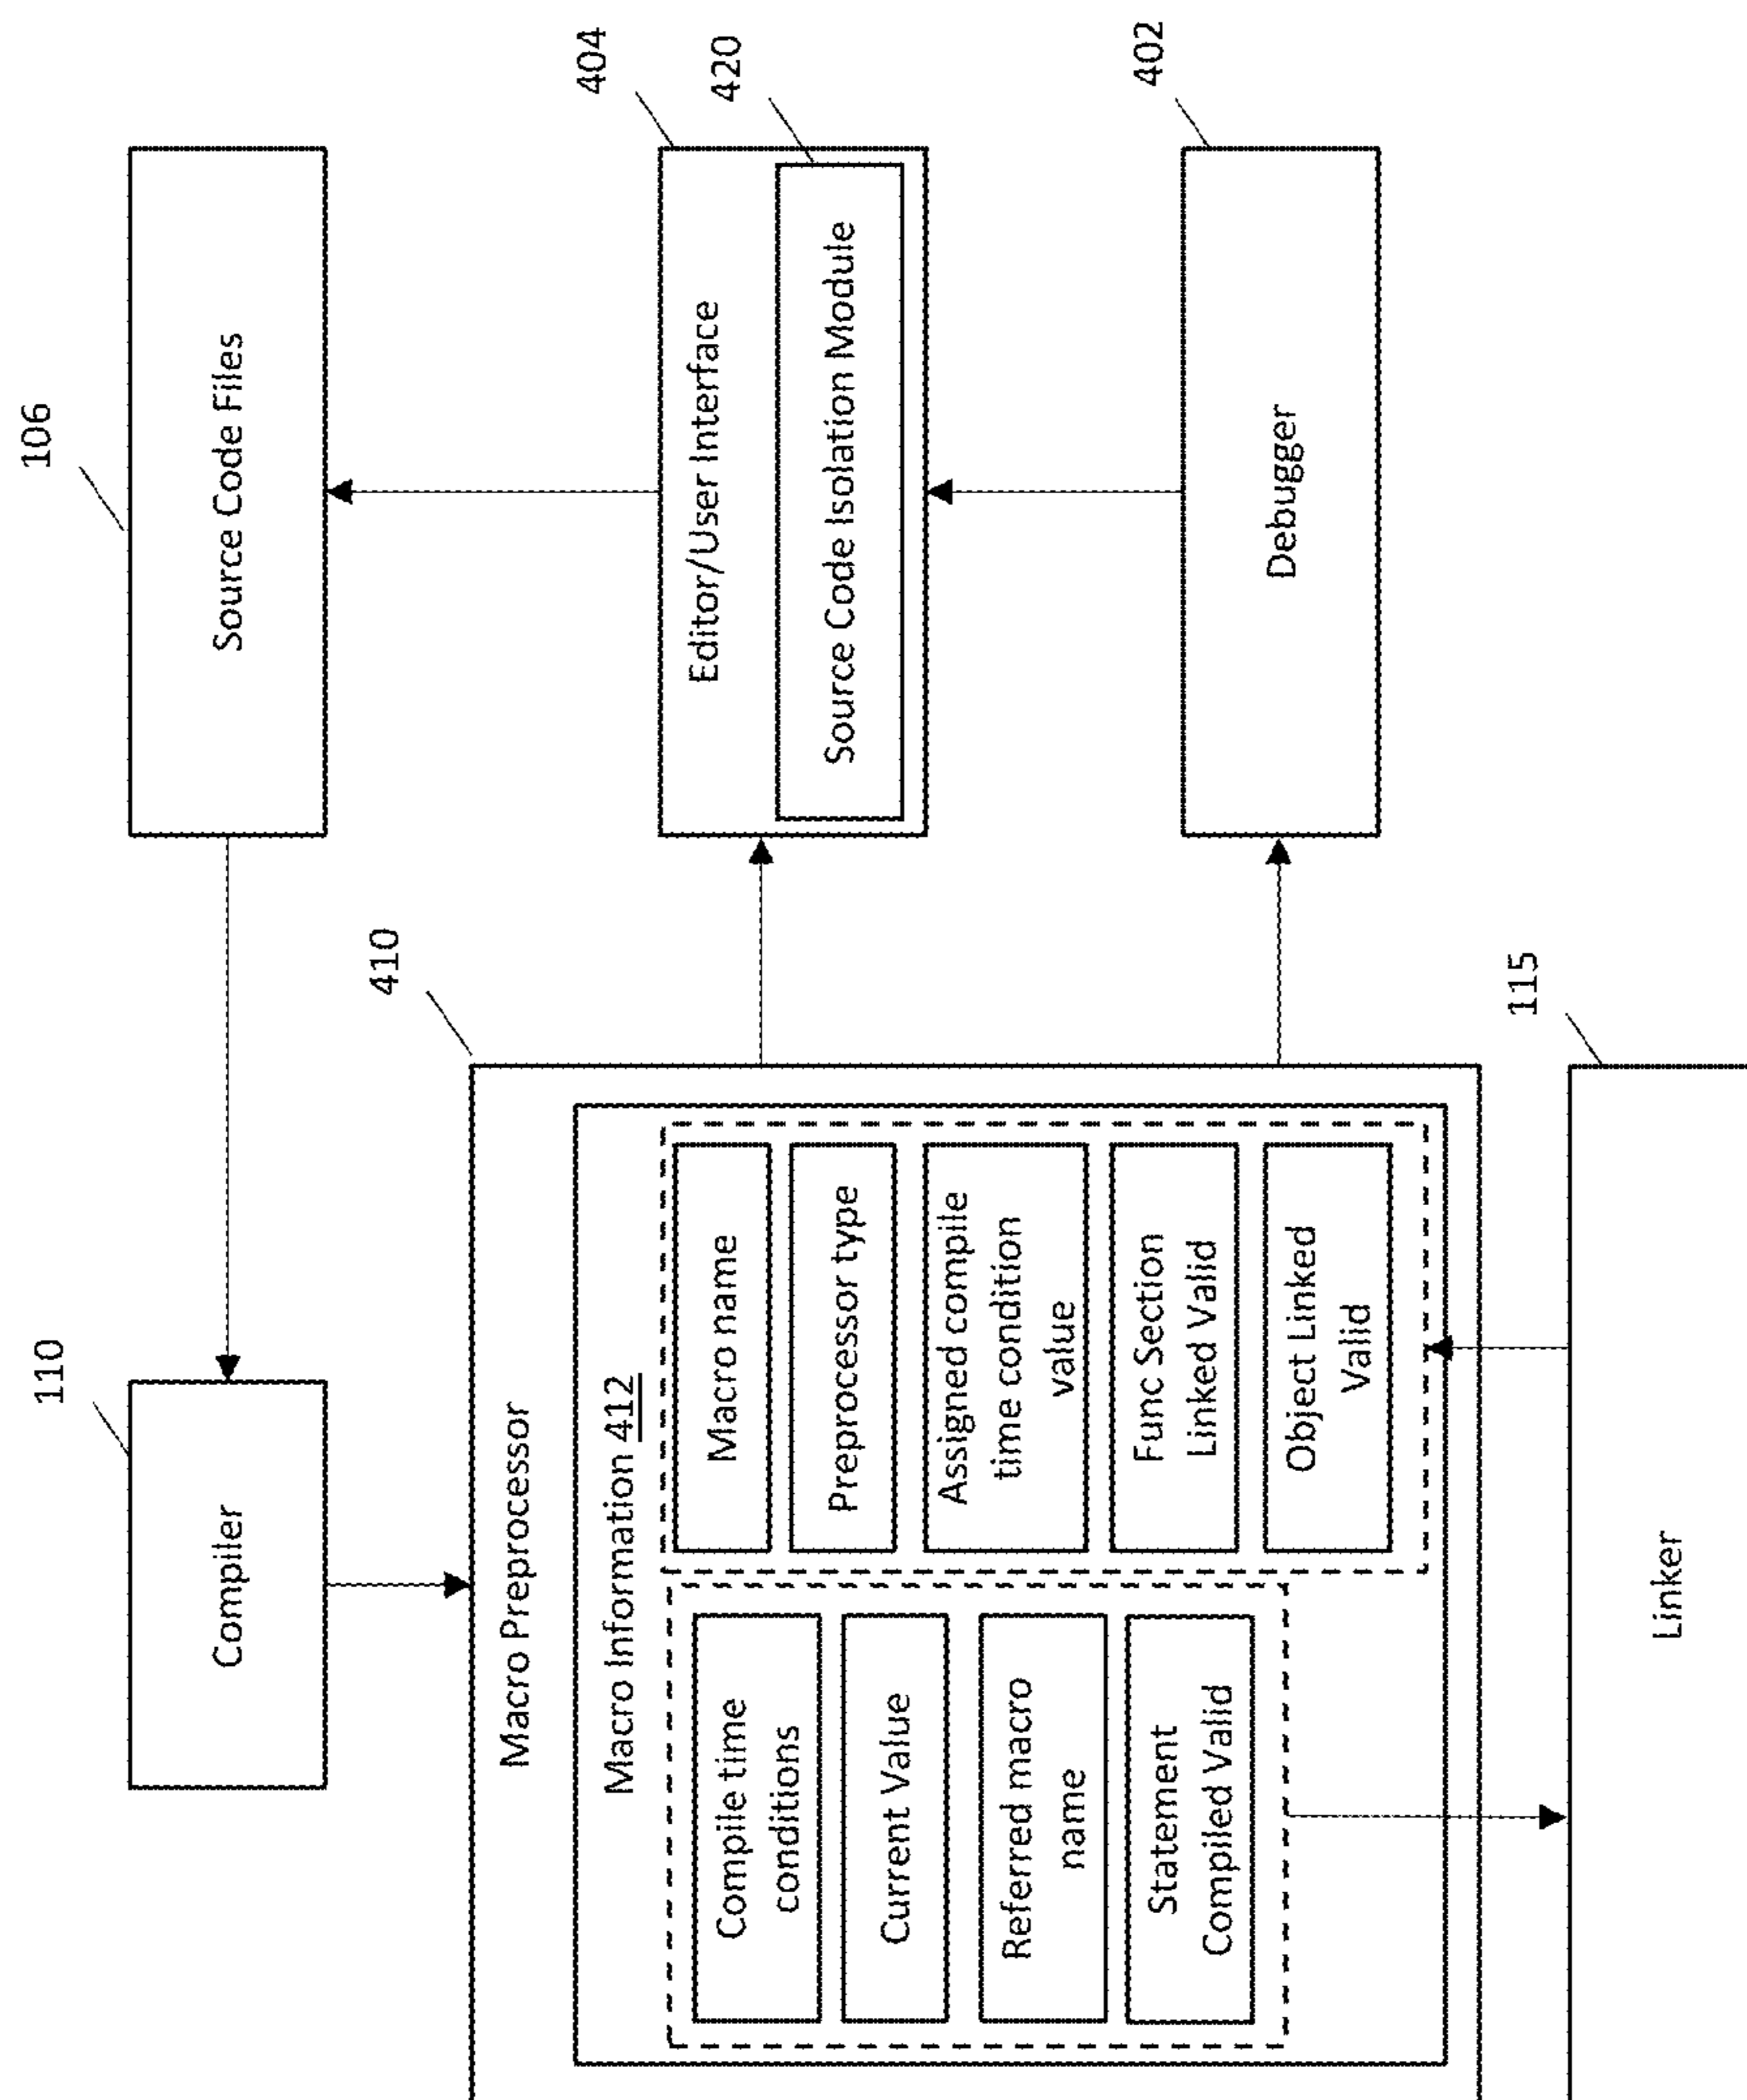 110
Compiler
106
Source Code Files
410
Macro Preprocessor
Macro Information 412
Compile time
conditions
Current Value
Referred macro
name
Statement
Compiled Valid
Macro name
Preprocessor type
Assigned compile
time condition
value
Func Section
Linked Valid
Object Linked
Valid
404
420
Editor/User Interface
Source Code Isolation Module
402
Debugger
115
Linker